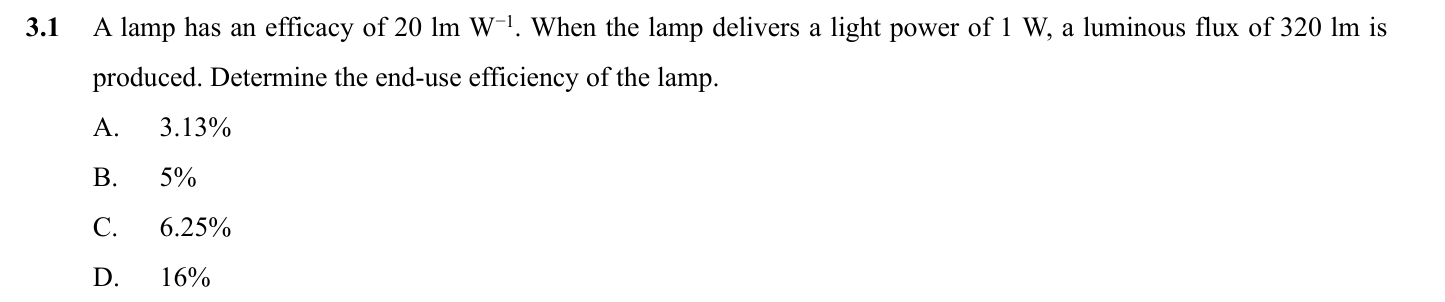 3.1 A lamp has an efficacy of 20 lm W⁻¹. When the lamp delivers a light power of 1 W, a luminous flux of 320 lm is
produced. Determine the end-use efficiency of the lamp.
A. 3.13%
B. 5%
C. 6.25%
D. 16%